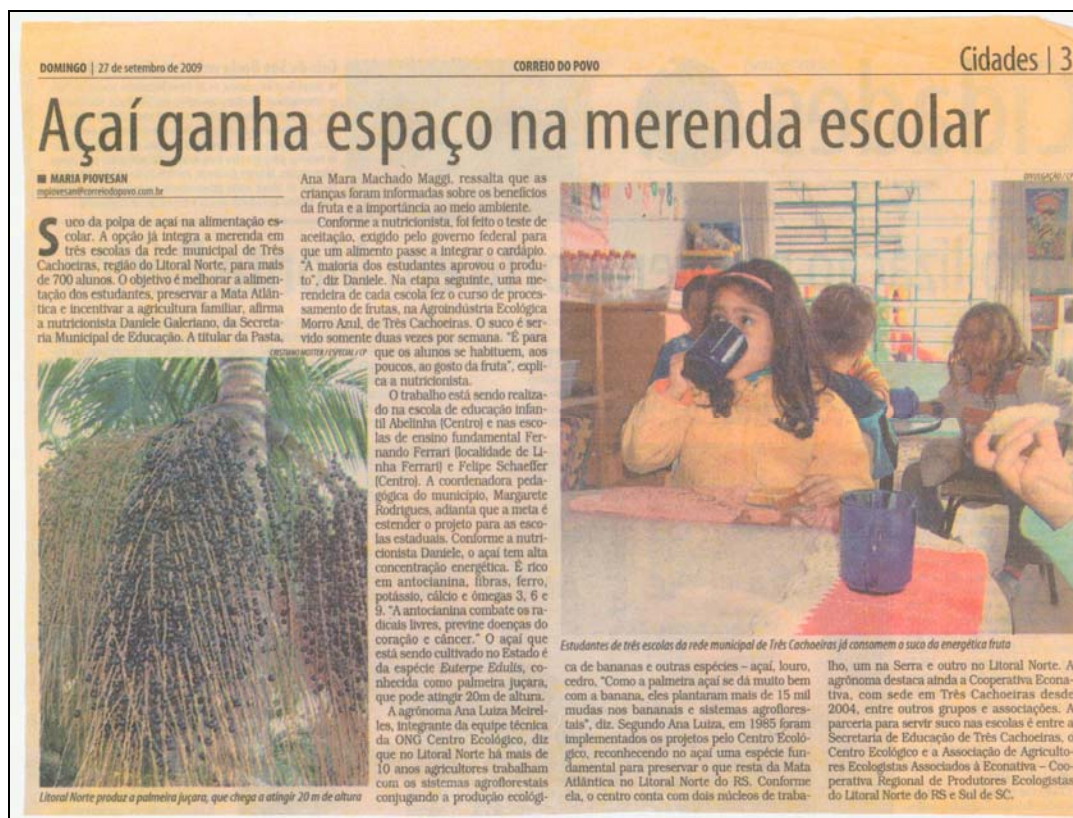 DOMINGO | 27 de setembro de 2009
CORREIO DO POVO
Cidades | 3
Açaí ganha espaço na merenda escolar
■ MARIA PIOVESAN
mpiovesan@correiodopovo.com.br
Suco da polpa de açaí na alimentação es-
colar. A opção já integra a merenda em
três escolas da rede municipal de Três
Cachoeiras, região do Litoral Norte, para mais
de 700 alunos. O objetivo é melhorar a alimen-
tação dos estudantes, preservar a Mata Atlân-
tica e incentivar a agricultura familiar, afirma
a nutricionista Daniele Galeriano, da Secreta-
ria Municipal de Educação. A titular da Pasta,
Ana Mara Machado Maggi, ressalta que as
crianças foram informadas sobre os benefícios
da fruta e a importância ao meio ambiente.
Conforme a nutricionista, foi feito o teste de
aceitação, exigido pelo governo federal para
que um alimento passe a integrar o cardápio.
"A maioria dos estudantes aprovou o produ-
to", diz Daniele. Na etapa seguinte, uma me-
rendeira de cada escola fez o curso de proces-
samento de frutas, na Agroindústria Ecológica
Morro Azul, de Três Cachoeiras. O suco é ser-
vido somente duas vezes por semana. "É para
que os alunos se habituem, aos
poucos, ao gosto da fruta", expli-
ca a nutricionista.
O trabalho está sendo realiza-
do na escola de educação infan-
til Abelinha (Centro) e nas esco-
las de ensino fundamental Fer-
nando Ferrari (localidade de Li-
nha Ferrari) e Felipe Schaeffer
(Centro). A coordenadora peda-
gógica do município, Margarete
Rodrigues, adianta que a meta é
estender o projeto para as esco-
las estaduais. Conforme a nutri-
cionista Daniele, o açaí tem alta
concentração energética. É rico
em antocianina, fibras, ferro,
potássio, cálcio e ômegas 3, 6 e
9. "A antocianina combate os ra-
dicais livres, previne doenças do
coração e câncer." O açaí que
está sendo cultivado no Estado é
da espécie Euterpe Edulis, co-
nhecida como palmeira juçara,
que pode atingir 20m de altura.
A agrônoma Ana Luiza Meirel-
les, integrante da equipe técnica
da ONG Centro Ecológico, diz
que no Litoral Norte há mais de
10 anos agricultores trabalham
com os sistemas agroflorestais
conjugando a produção ecológi-
CRISTIANO MOTTER / ESPECIAL / CP
Litoral Norte produz a palmeira juçara, que chega a atingir 20 m de altura
DIVULGAÇÃO / CP
Estudantes de três escolas da rede municipal de Três Cachoeiras já consomem o suco da energética fruta
ca de bananas e outras espécies – açaí, louro,
cedro. "Como a palmeira açaí se dá muito bem
com a banana, eles plantaram mais de 15 mil
mudas nos bananais e sistemas agroflores-
tais", diz. Segundo Ana Luiza, em 1985 foram
implementados os projetos pelo Centro Ecoló-
gico, reconhecendo no açaí uma espécie fun-
damental para preservar o que resta da Mata
Atlântica no Litoral Norte do RS. Conforme
ela, o centro conta com dois núcleos de traba-
lho, um na Serra e outro no Litoral Norte. A
agrônoma destaca ainda a Cooperativa Econa-
tiva, com sede em Três Cachoeiras desde
2004, entre outros grupos e associações. A
parceria para servir suco nas escolas é entre a
Secretaria de Educação de Três Cachoeiras, o
Centro Ecológico e a Associação de Agriculto-
res Ecologistas Associados à Econativa – Coo-
perativa Regional de Produtores Ecologistas
do Litoral Norte do RS e Sul de SC.